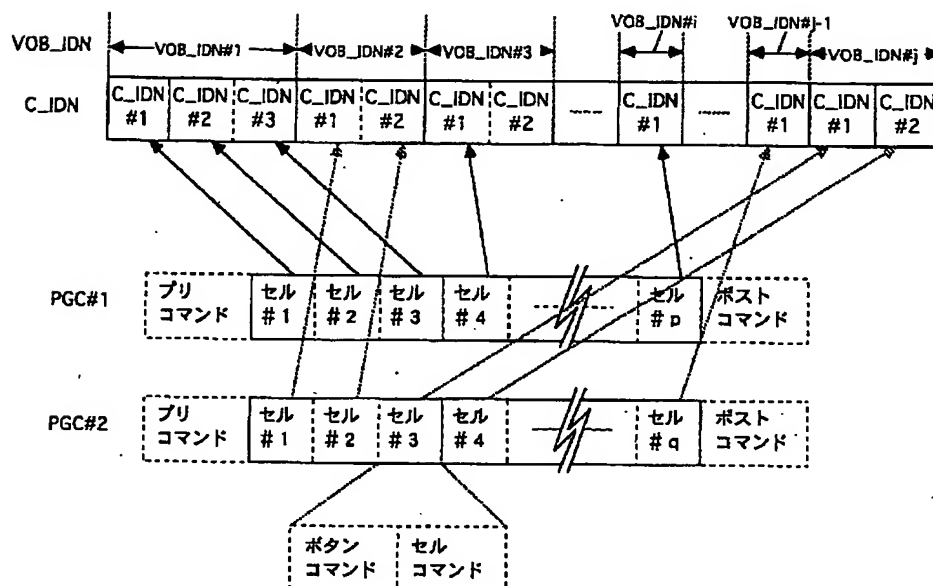 VOB_IDN
VOB_IDN#1
VOB_IDN#2
VOB_IDN#3
VOB_IDN#i
VOB_IDN#j-1
VOB_IDN#j
C_IDN
C_IDN
#1
C_IDN
#2
C_IDN
#3
C_IDN
#1
C_IDN
#2
C_IDN
#1
C_IDN
#2
C_IDN
#1
C_IDN
#1
C_IDN
#1
C_IDN
#2
PGC#1
プリ
コマンド
セル
#1
セル
#2
セル
#3
セル
#4
セル
#p
ポスト
コマンド
PGC#2
プリ
コマンド
セル
#1
セル
#2
セル
#3
セル
#4
セル
#q
ポスト
コマンド
ボタン
コマンド
セル
コマンド